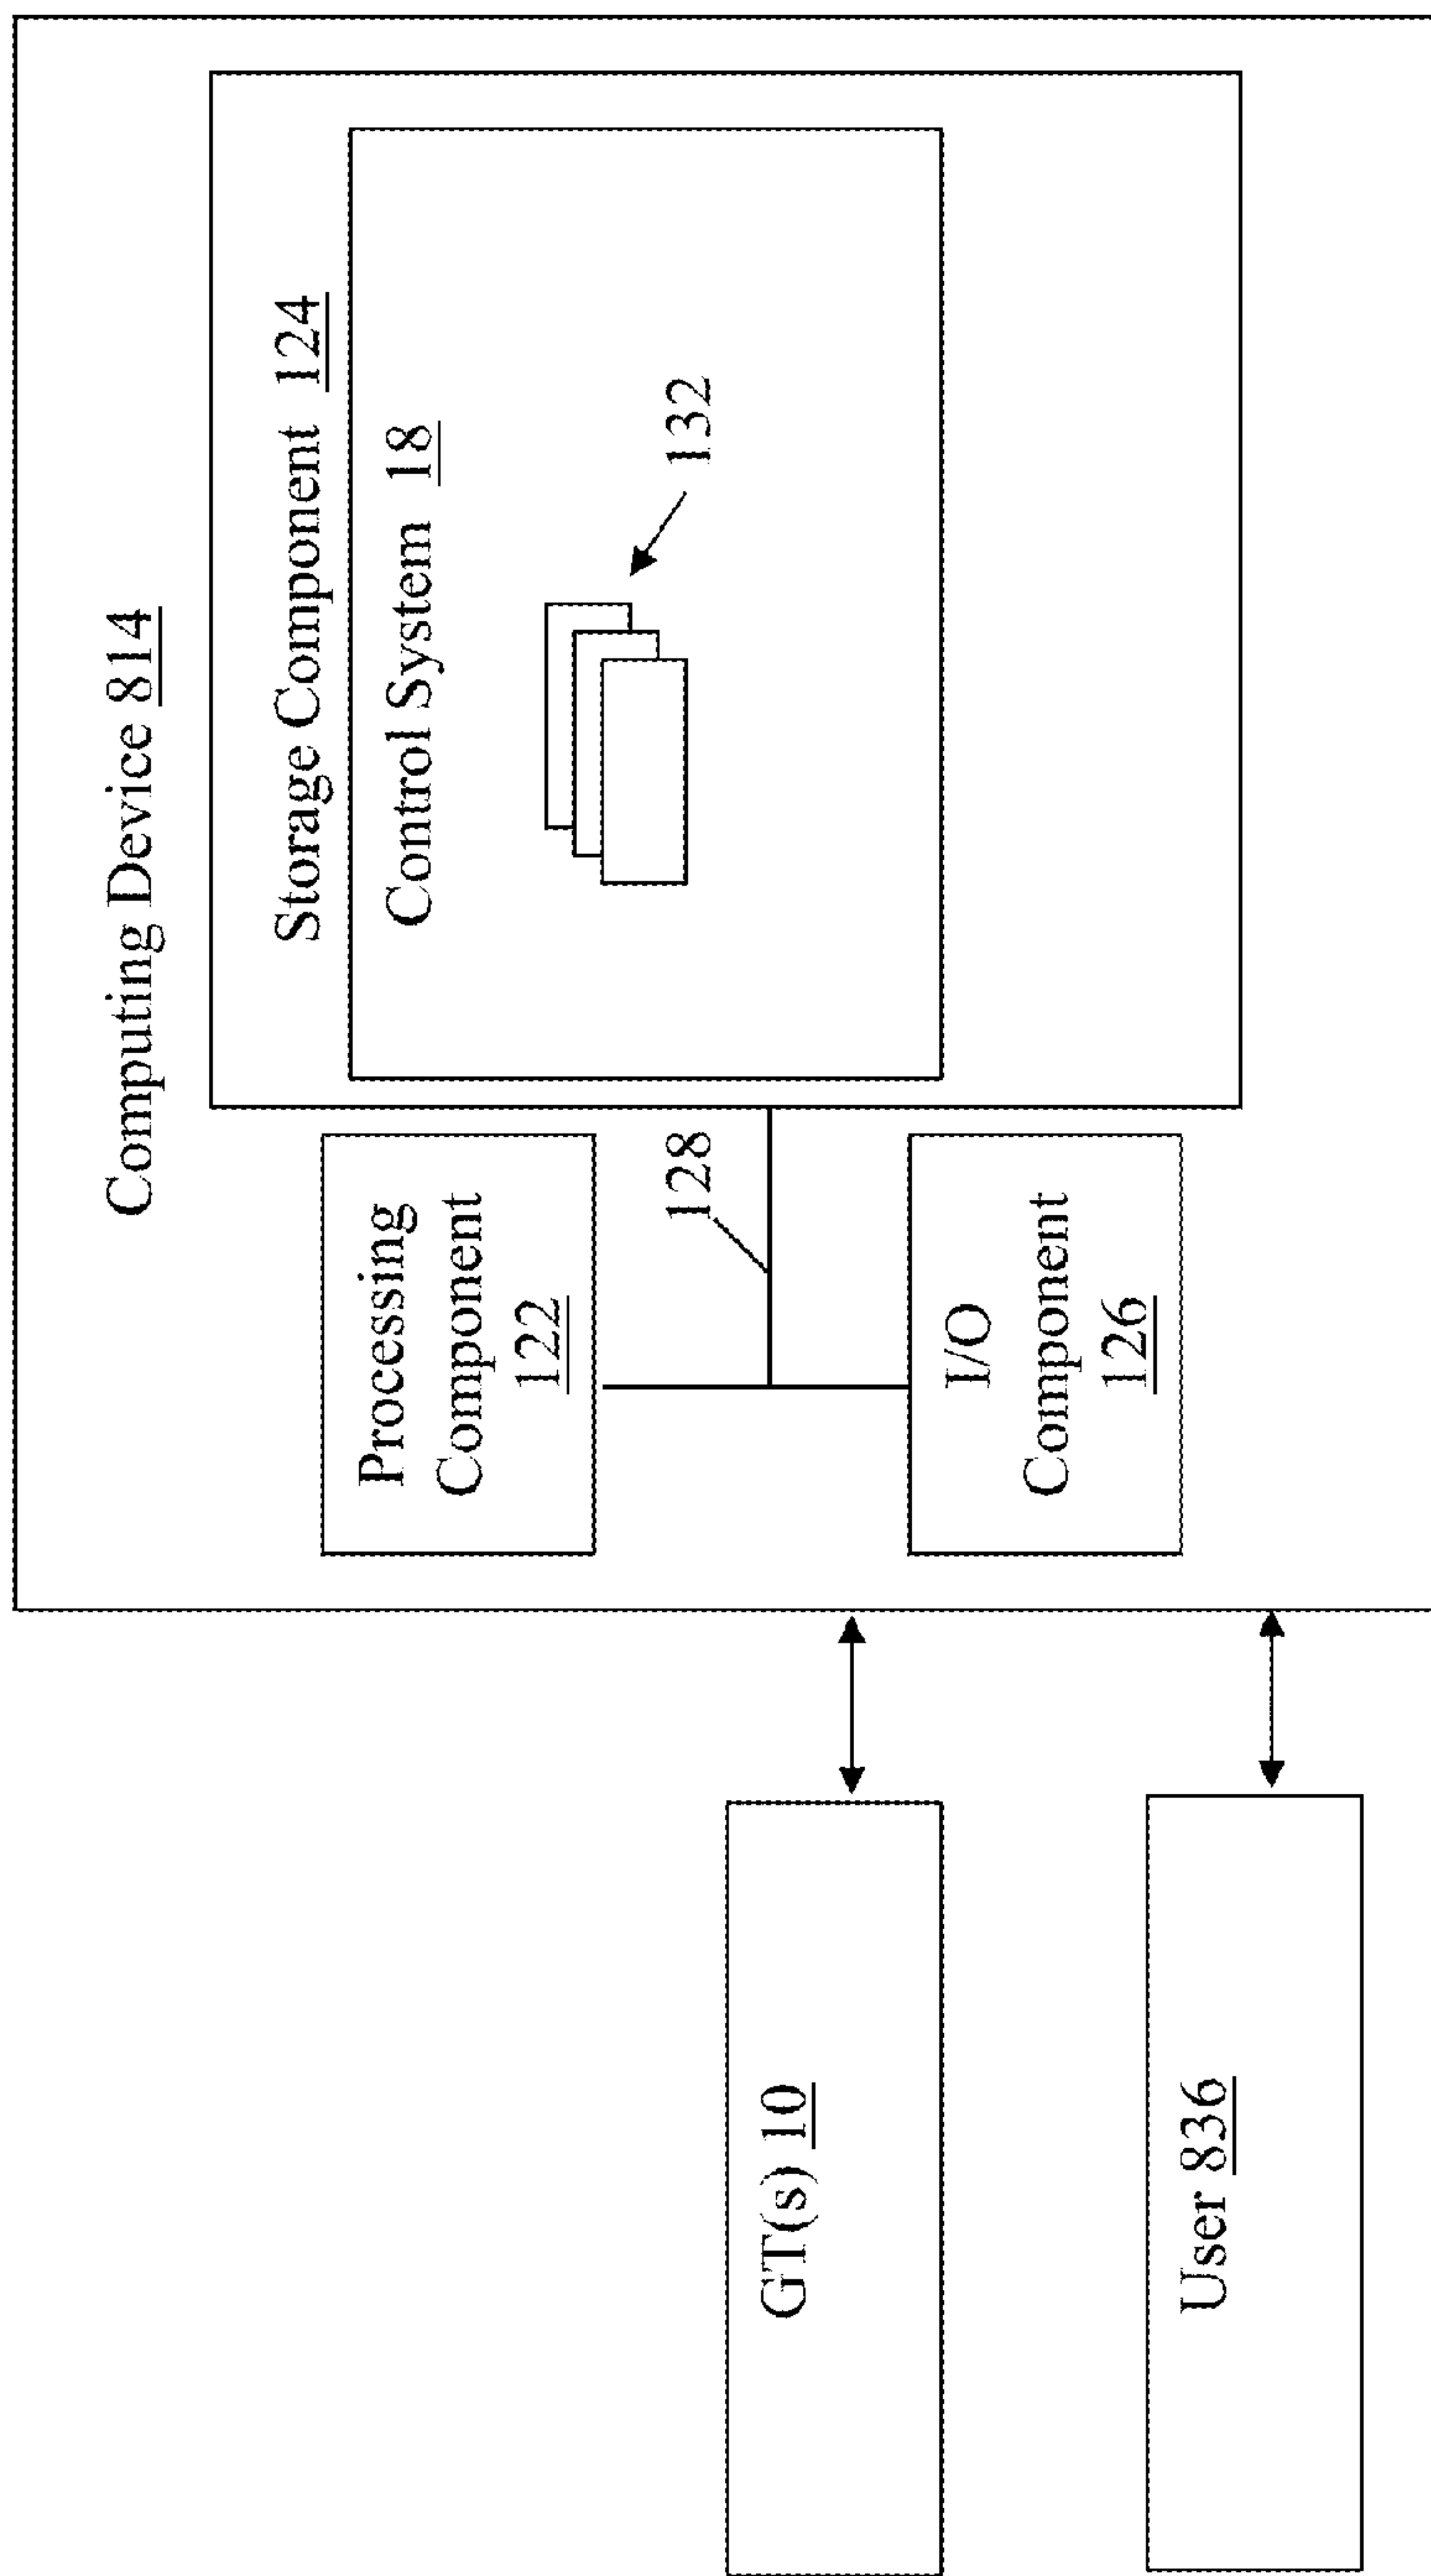 Computing Device 814
Storage Component 124
Control System 18
132
Processing
Component
122
128
I/O
Component
126
GT(s) 10
User 836